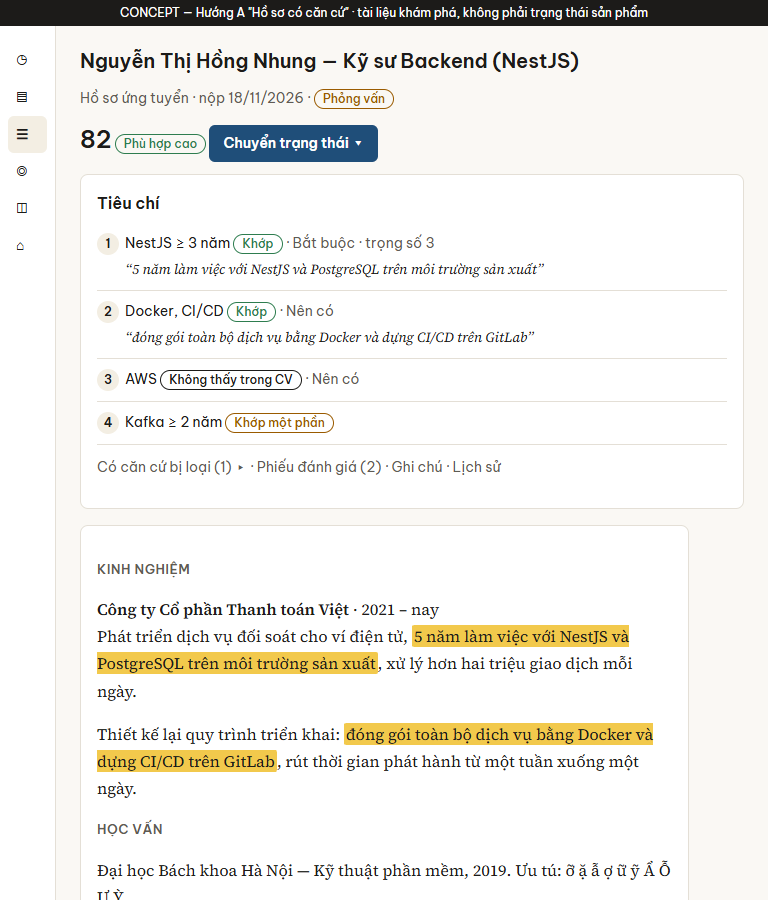 CONCEPT — Hướng A "Hồ sơ có căn cứ" · tài liệu khám phá, không phải trạng thái sản phẩm
Nguyễn Thị Hồng Nhung — Kỹ sư Backend (NestJS)
Hồ sơ ứng tuyển · nộp 18/11/2026 · Phỏng vấn
82 Phù hợp cao Chuyển trạng thái ▾
Tiêu chí
1 NestJS ≥ 3 năm Khớp · Bắt buộc · trọng số 3
“5 năm làm việc với NestJS và PostgreSQL trên môi trường sản xuất”
2 Docker, CI/CD Khớp · Nên có
“đóng gói toàn bộ dịch vụ bằng Docker và dựng CI/CD trên GitLab”
3 AWS Không thấy trong CV · Nên có
4 Kafka ≥ 2 năm Khớp một phần
Có căn cứ bị loại (1) ▸ · Phiếu đánh giá (2) · Ghi chú · Lịch sử
KINH NGHIỆM
Công ty Cổ phần Thanh toán Việt · 2021 – nay
Phát triển dịch vụ đối soát cho ví điện tử, 5 năm làm việc với NestJS và
PostgreSQL trên môi trường sản xuất, xử lý hơn hai triệu giao dịch mỗi
ngày.
Thiết kế lại quy trình triển khai: đóng gói toàn bộ dịch vụ bằng Docker và
dựng CI/CD trên GitLab, rút thời gian phát hành từ một tuần xuống một
ngày.
HỌC VẤN
Đại học Bách khoa Hà Nội — Kỹ thuật phần mềm, 2019. Ưu tú: ỡ ặ ẫ ợ ữ ỹ Ẩ Ỗ